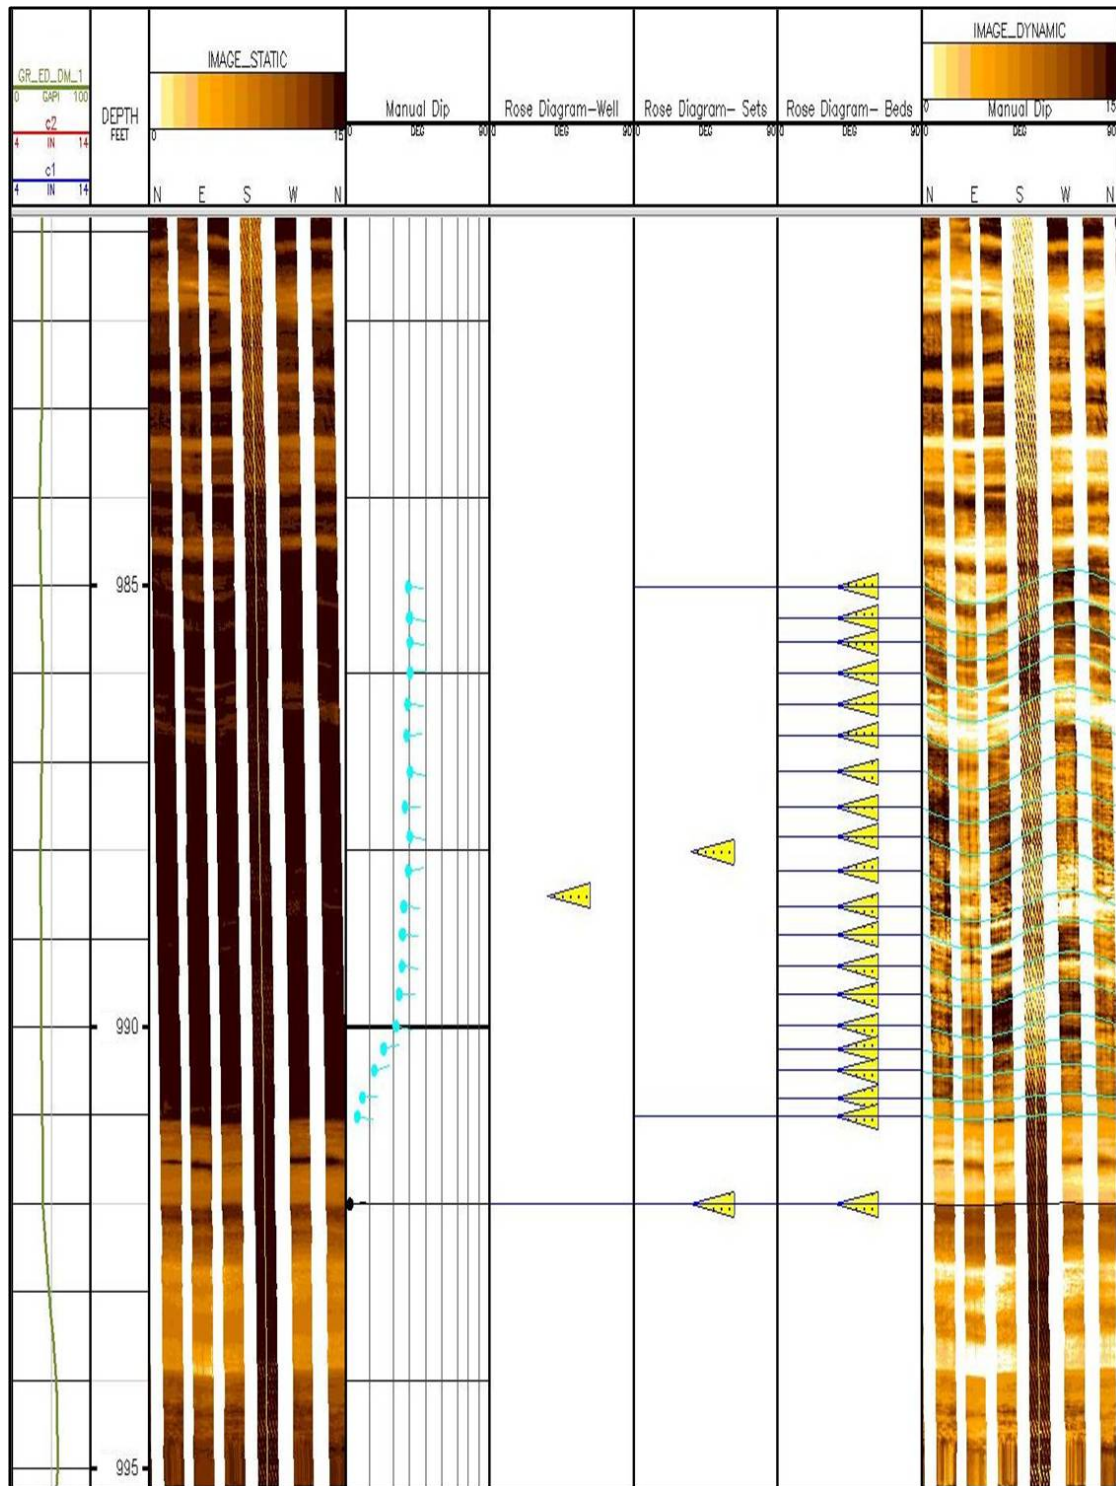 IMAGE_DYNAMIC
IMAGE_STATIC
GR_ED_DM_1
0 GAPI 100
c2
4 IN 14
c1
4 IN 14
DEPTH
FEET
0 15
Manual Dip
0 DEG 90
Rose Diagram-Well
0 DEG 90
Rose Diagram- Sets
0 DEG 90
Rose Diagram- Beds
0 DEG 90
0 15
Manual Dip
0 DEG 90
N E S W N
N E S W N
985
990
995